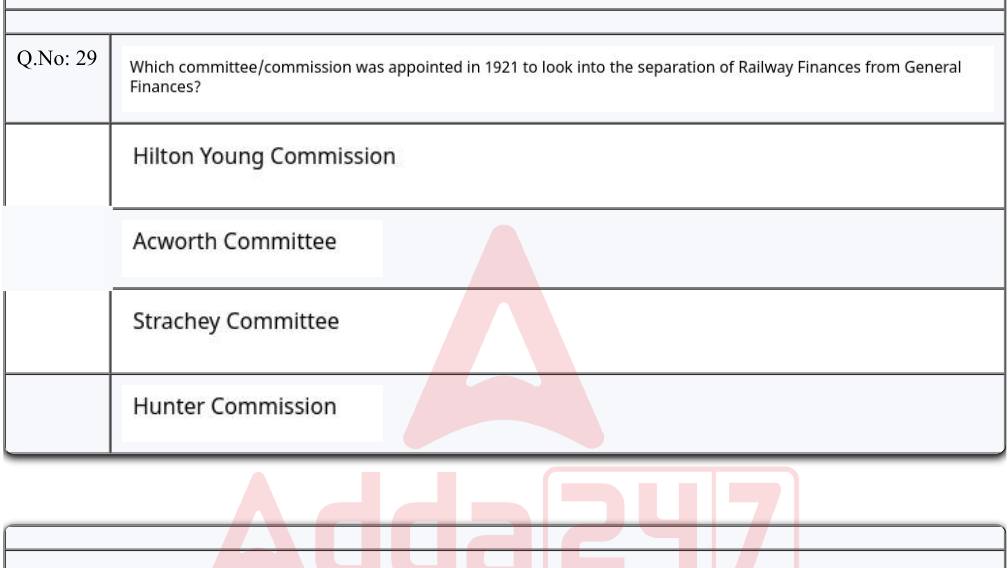 Q.No: 29
Which committee/commission was appointed in 1921 to look into the separation of Railway Finances from General
Finances?
Hilton Young Commission
Acworth Committee
Strachey Committee
Hunter Commission
Adda247